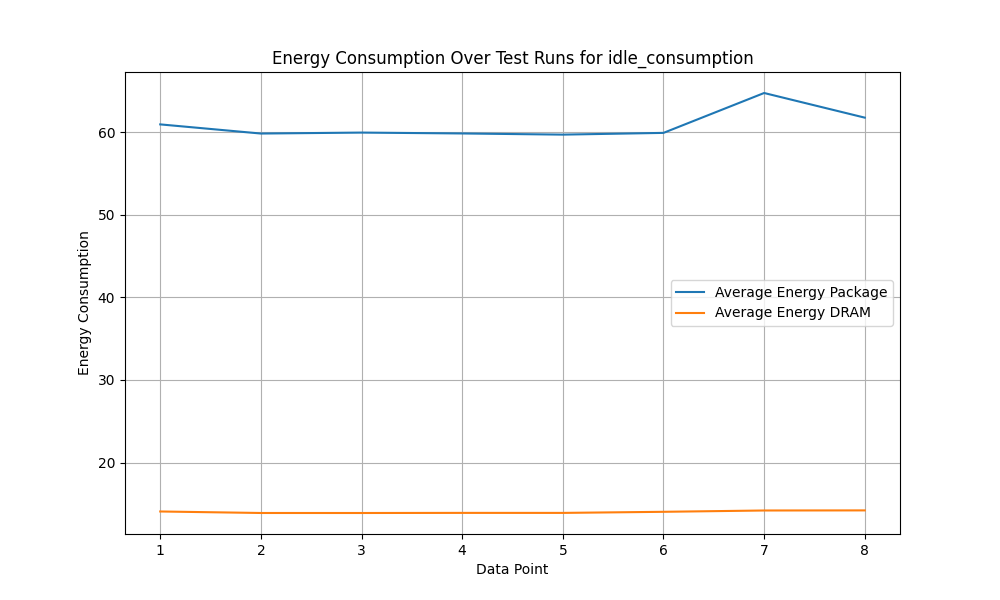 Energy Consumption Over Test Runs for idle_consumption
Energy Consumption
60
50
40
30
20
Average Energy Package
Average Energy DRAM
1 2 3 4 5 6 7 8
Data Point